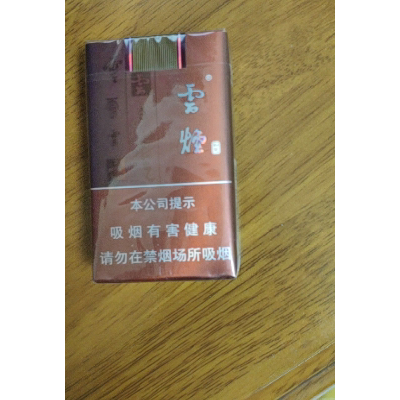 雲煙
本公司提示
吸烟有害健康
请勿在禁烟场所吸烟